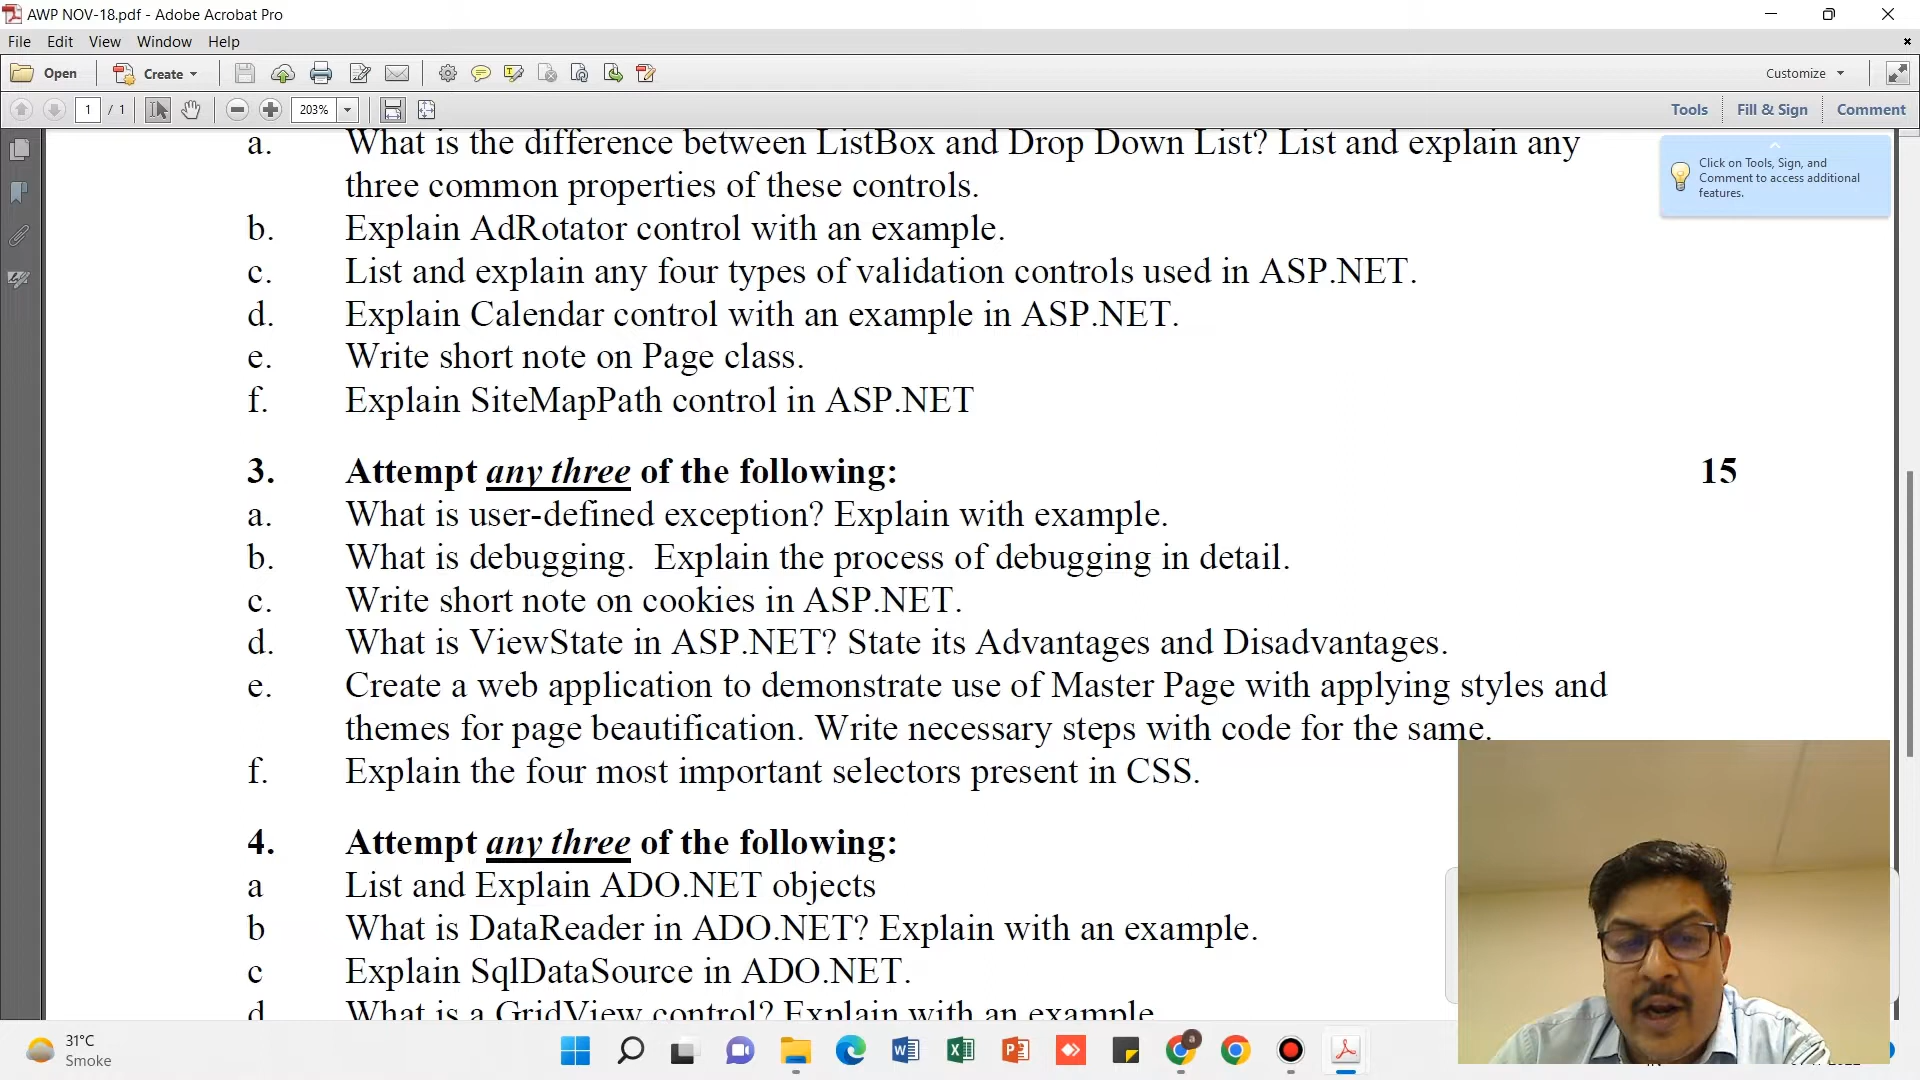 AWP NOV-18.pdf - Adobe Acrobat Pro
File Edit View Window Help
Open Create Customize
1 / 1 203% Tools Fill & Sign Comment
Click on Tools, Sign, and
Comment to access additional
features.
a. What is the difference between ListBox and Drop Down List? List and explain any
three common properties of these controls.
b. Explain AdRotator control with an example.
c. List and explain any four types of validation controls used in ASP.NET.
d. Explain Calendar control with an example in ASP.NET.
e. Write short note on Page class.
f. Explain SiteMapPath control in ASP.NET
3. Attempt any three of the following: 15
a. What is user-defined exception? Explain with example.
b. What is debugging.  Explain the process of debugging in detail.
c. Write short note on cookies in ASP.NET.
d. What is ViewState in ASP.NET? State its Advantages and Disadvantages.
e. Create a web application to demonstrate use of Master Page with applying styles and
themes for page beautification. Write necessary steps with code for the same.
f. Explain the four most important selectors present in CSS.
4. Attempt any three of the following:
a List and Explain ADO.NET objects
b What is DataReader in ADO.NET? Explain with an example.
c Explain SqlDataSource in ADO.NET.
d What is a GridView control? Explain with an example
31°C
Smoke